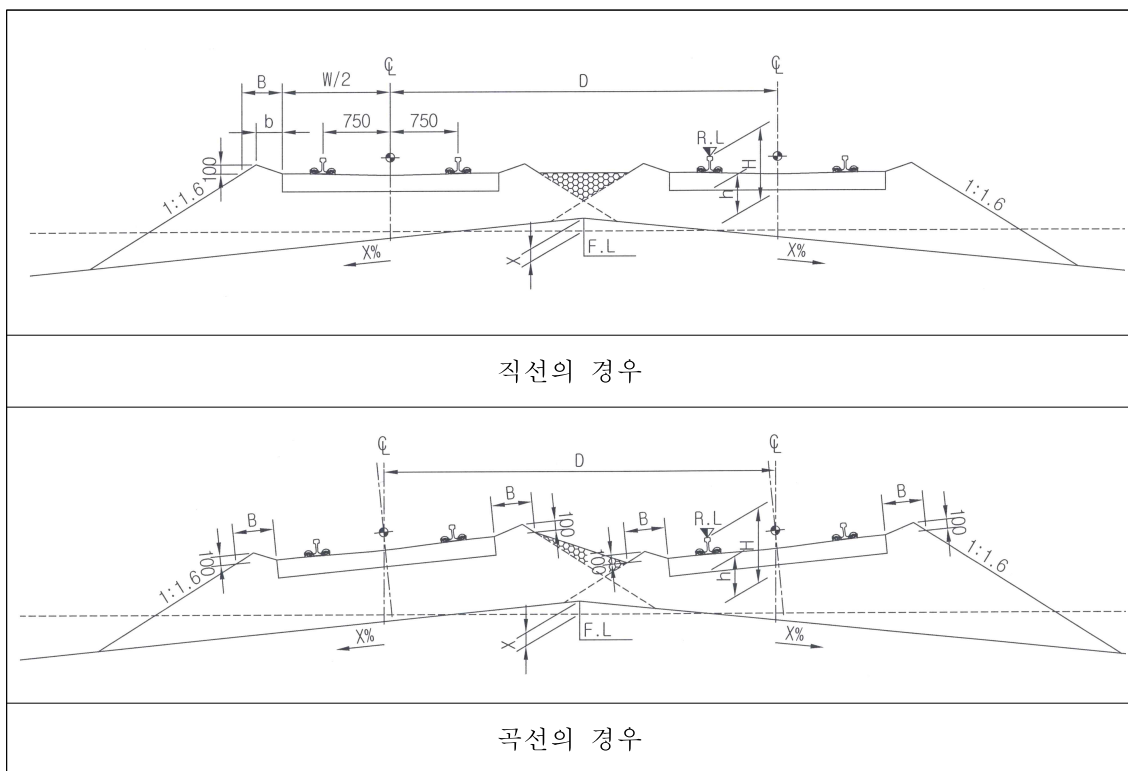 ℄ ℄
B W/2 D
b 750 750
R.L
100 H
h
1:1.6 1:1.6
X% X F.L X%
직선의 경우
℄ ℄
D
B B B B
100 R.L 100
100 100 H
h
1:1.6 1:1.6
X% X F.L X%
곡선의 경우